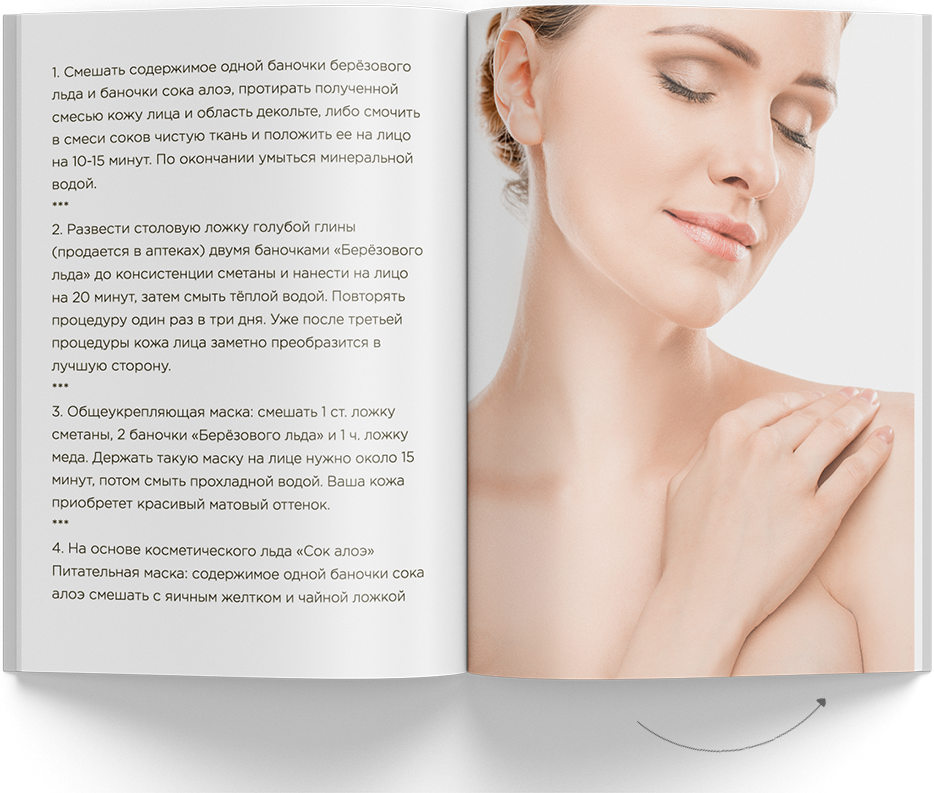 1. Смешать содержимое одной баночки берёзового
льда и баночки сока алоэ, протирать полученной
смесью кожу лица и область декольте, либо смочить
в смеси соков чистую ткань и положить ее на лицо
на 10-15 минут. По окончании умыться минеральной
водой.
***
2. Развести столовую ложку голубой глины
(продается в аптеках) двумя баночками «Берёзового
льда» до консистенции сметаны и нанести на лицо
на 20 минут, затем смыть тёплой водой. Повторять
процедуру один раз в три дня. Уже после третьей
процедуры кожа лица заметно преобразится в
лучшую сторону.
***
3. Общеукрепляющая маска: смешать 1 ст. ложку
сметаны, 2 баночки «Берёзового льда» и 1 ч. ложку
меда. Держать такую маску на лице нужно около 15
минут, потом смыть прохладной водой. Ваша кожа
приобретет красивый матовый оттенок.
***
4. На основе косметического льда «Сок алоэ»
Питательная маска: содержимое одной баночки сока
алоэ смешать с яичным желтком и чайной ложкой